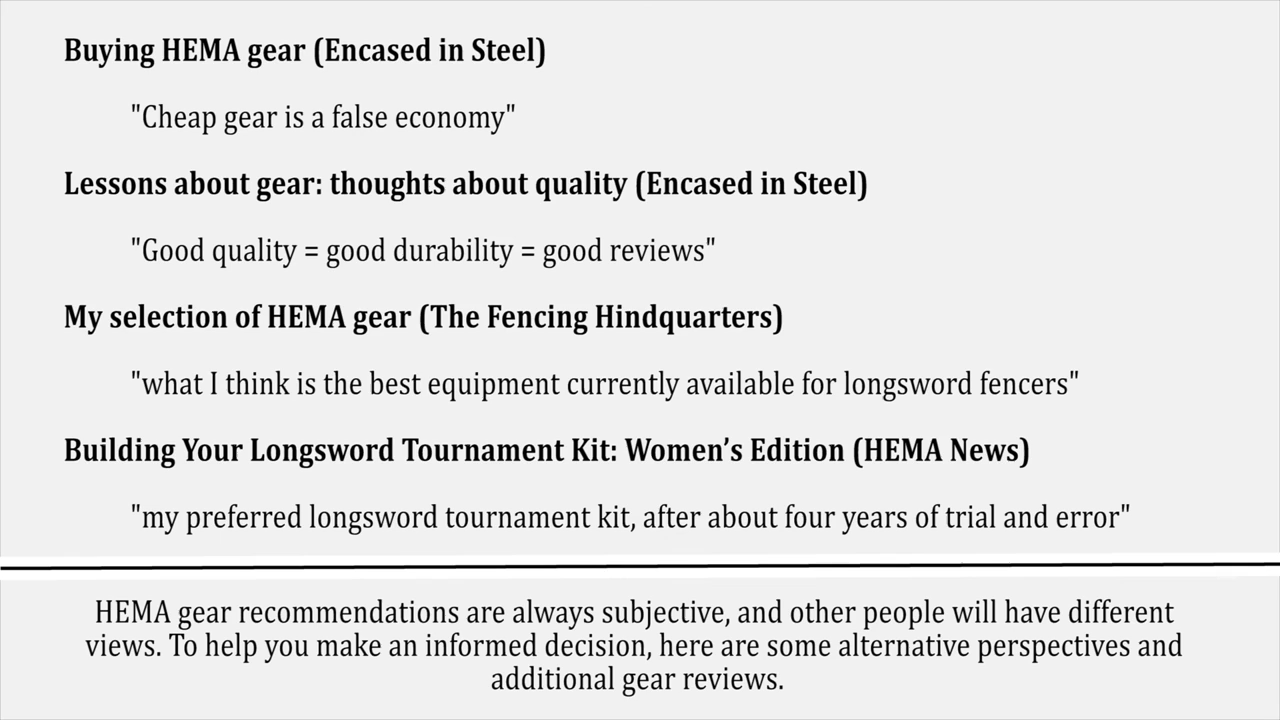 Buying HEMA gear (Encased in Steel)
"Cheap gear is a false economy"
Lessons about gear: thoughts about quality (Encased in Steel)
"Good quality = good durability = good reviews"
My selection of HEMA gear (The Fencing Hindquarters)
"what I think is the best equipment currently available for longsword fencers"
Building Your Longsword Tournament Kit: Women’s Edition (HEMA News)
"my preferred longsword tournament kit, after about four years of trial and error"
HEMA gear recommendations are always subjective, and other people will have different
views. To help you make an informed decision, here are some alternative perspectives and
additional gear reviews.